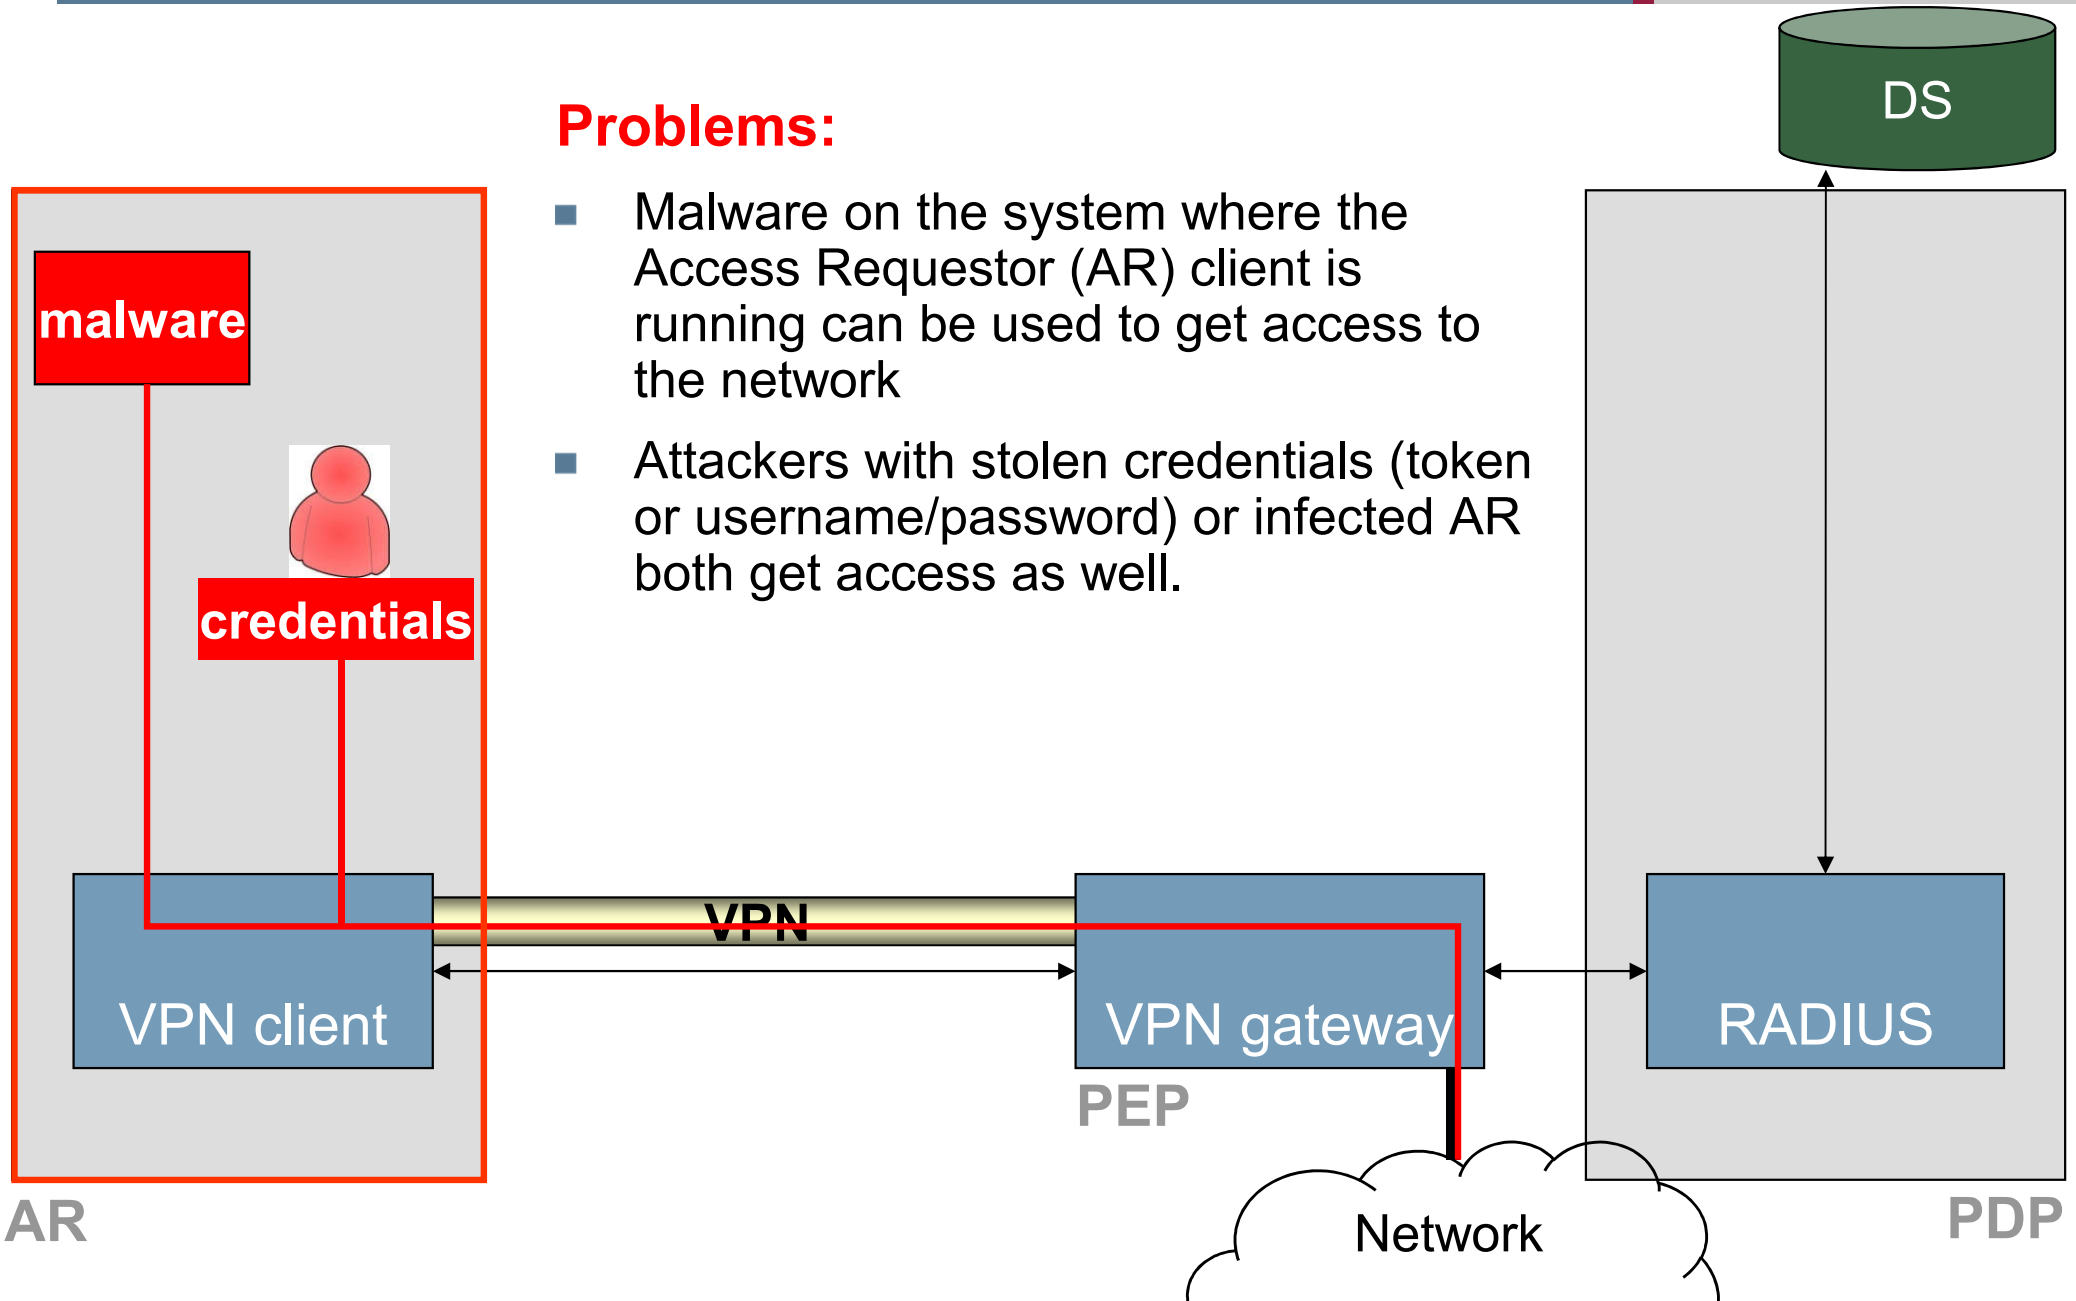 DS
Problems:
Malware on the system where the
Access Requestor (AR) client is
running can be used to get access to
the network
Attackers with stolen credentials (token
or username/password) or infected AR
both get access as well.
malware
credentials
VPN
VPN client
VPN gateway
RADIUS
PEP
AR
PDP
Network